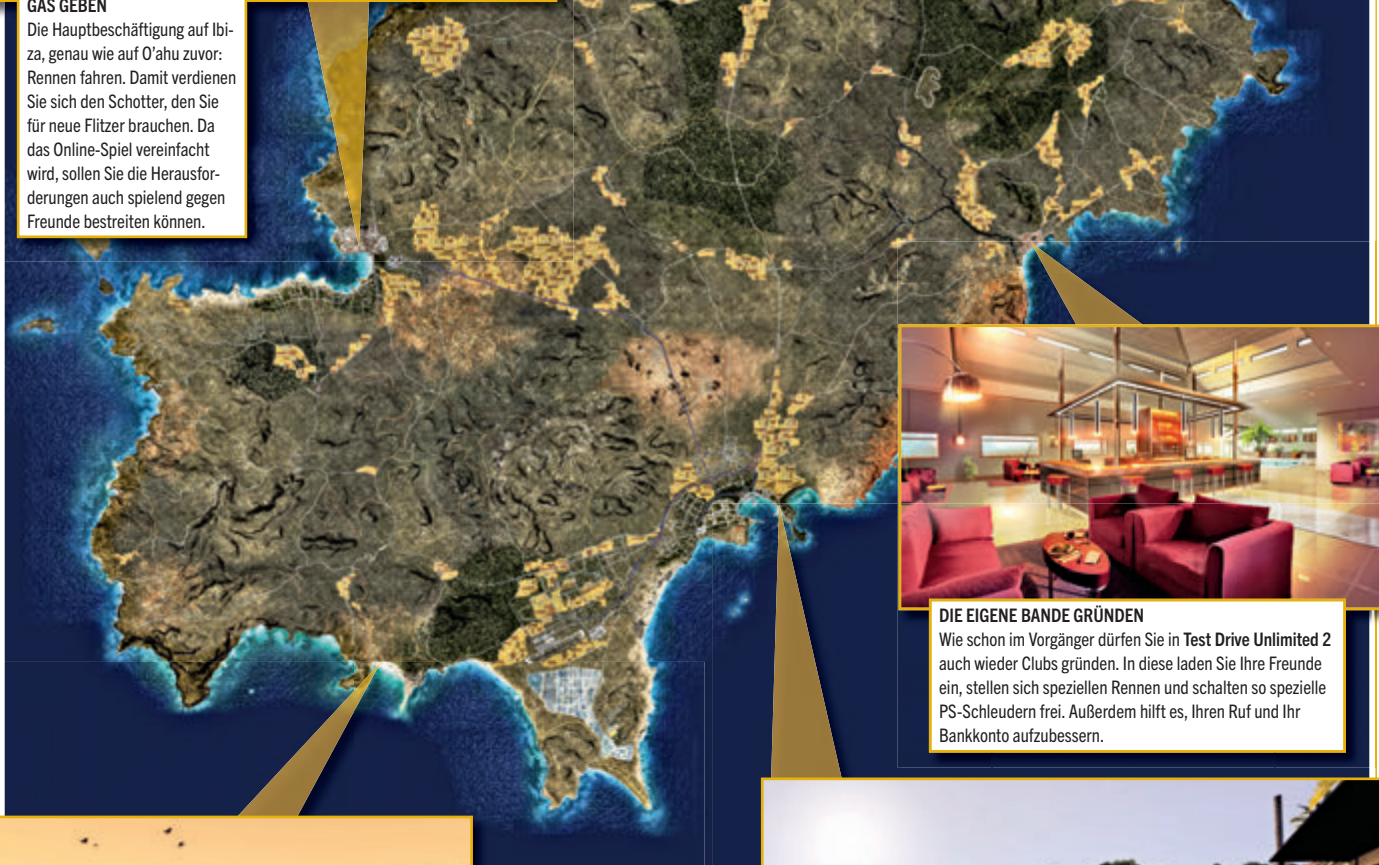 GAS GEBEN
Die Hauptbeschäftigung auf Ibi-
za, genau wie auf O'ahu zuvor:
Rennen fahren. Damit verdienen
Sie sich den Schotter, den Sie
für neue Flitzer brauchen. Da
das Online-Spiel vereinfacht
wird, sollen Sie die Herausfor-
derungen auch spielend gegen
Freunde bestreiten können.
DIE EIGENE BANDE GRÜNDEN
Wie schon im Vorgänger dürfen Sie in Test Drive Unlimited 2
auch wieder Clubs gründen. In diese laden Sie Ihre Freunde
ein, stellen sich speziellen Rennen und schalten so spezielle
PS-Schleudern frei. Außerdem hilft es, Ihren Ruf und Ihr
Bankkonto aufzubessern.